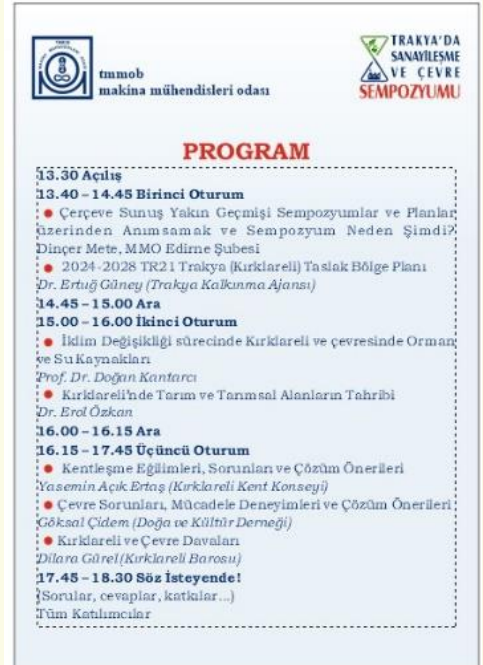 tmmob
makina mühendisleri odası
TRAKYA'DA
SANAYİLEŞME
VE ÇEVRE
SEMPOZYUMU
PROGRAM
13.30 Açılış
13.40 – 14.45 Birinci Oturum
• Çerçeve Sunuş Yakın Geçmişi Sempozyumlar ve Planlar
üzerinden Anımsamak ve Sempozyum Neden Şimdi?
Dinçer Mete, MMO Edirne Şubesi
• 2024-2028 TR21 Trakya (Kırklareli) Taslak Bölge Planı
Dr. Ertuğ Güney (Trakya Kalkınma Ajansı)
14.45 – 15.00 Ara
15.00 – 16.00 İkinci Oturum
• İklim Değişikliği sürecinde Kırklareli ve çevresinde Orman
ve Su Kaynakları
Prof. Dr. Doğan Kantarcı
• Kırklareli'nde Tarım ve Tarımsal Alanların Tahribi
Dr. Erol Özkan
16.00 – 16.15 Ara
16.15 – 17.45 Üçüncü Oturum
• Kentleşme Eğilimleri, Sorunları ve Çözüm Önerileri
Yasemin Açık Ertaş (Kırklareli Kent Konseyi)
• Çevre Sorunları, Mücadele Deneyimleri ve Çözüm Önerileri
Göksal Çidem (Doğa ve Kültür Derneği)
• Kırklareli ve Çevre Davaları
Dilara Gürel (Kırklareli Barosu)
17.45 – 18.30 Söz İsteyende!
(Sorular, cevaplar, katkılar...)
Tüm Katılımcılar